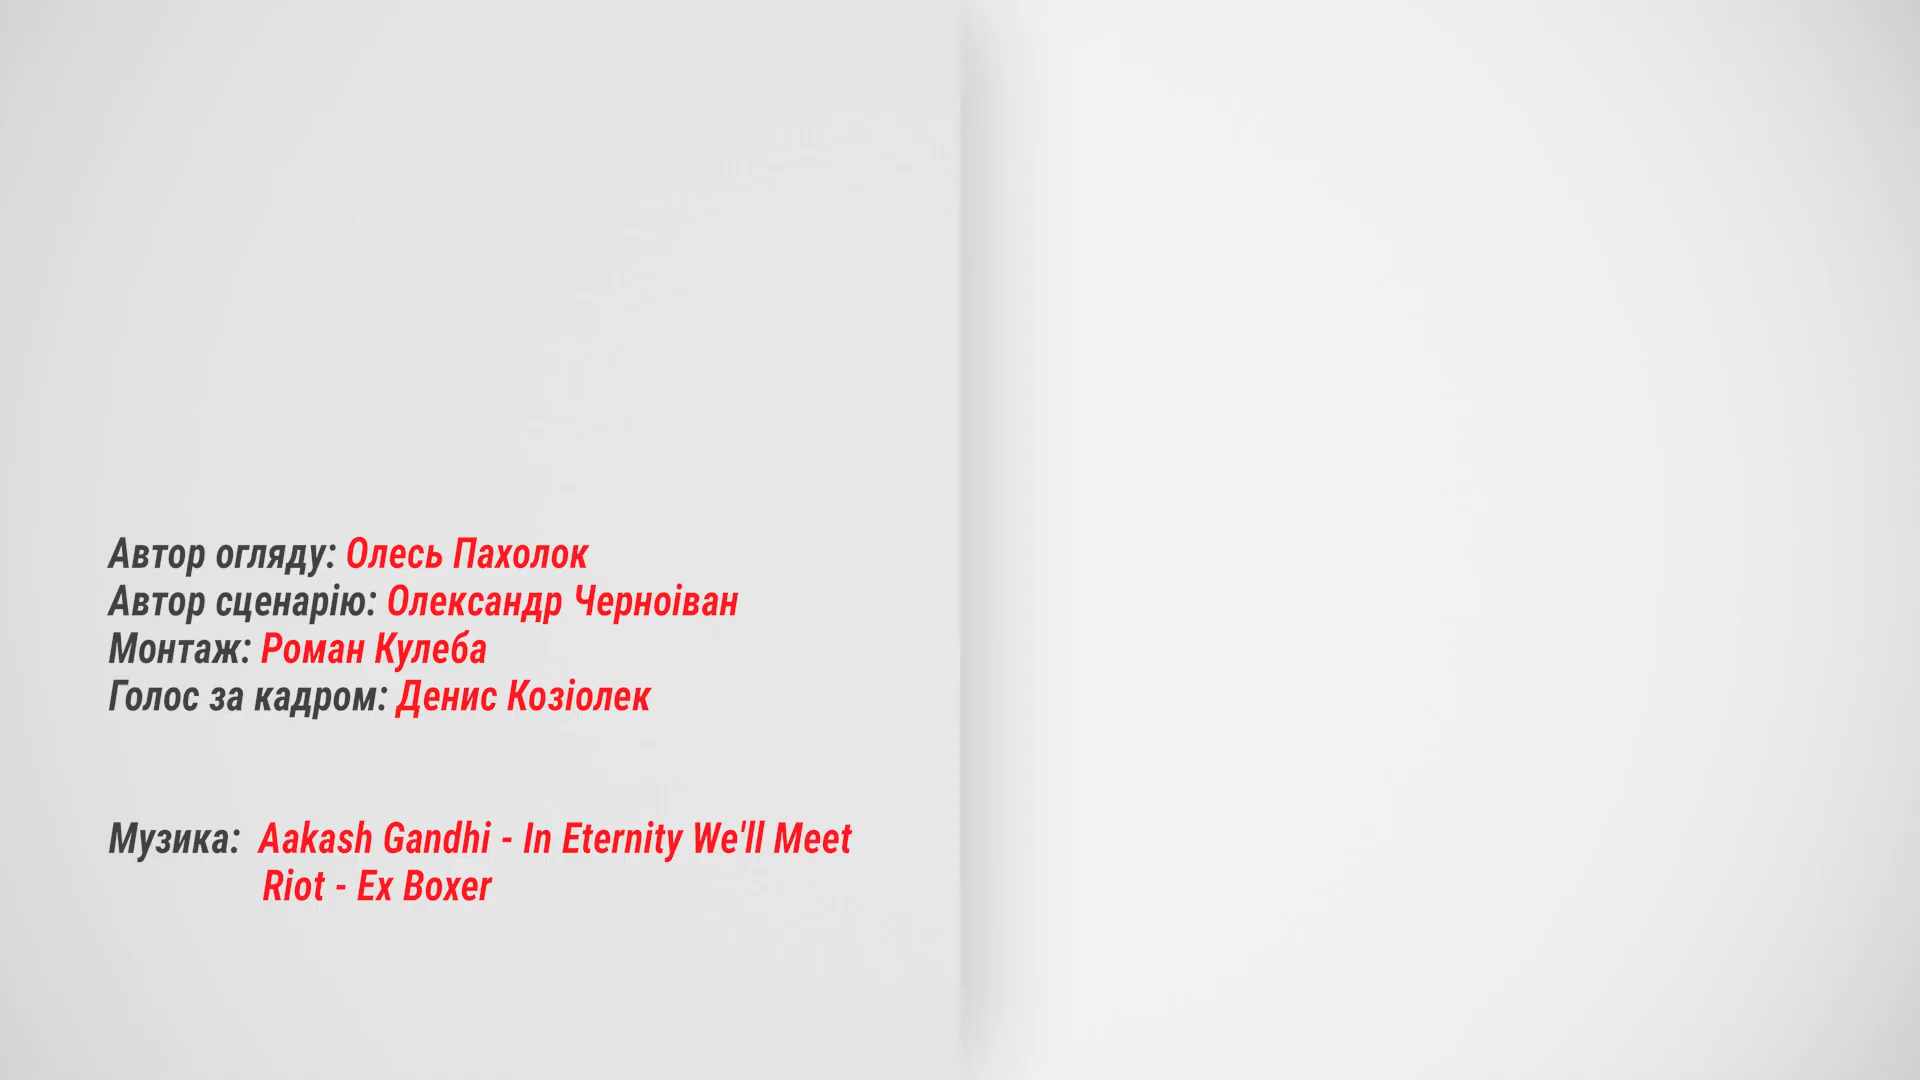 Автор огляду: Олесь Пахолок
Автор сценарію: Олександр Черноіван
Монтаж: Роман Кулеба
Голос за кадром: Денис Козіолек
Музика: Aakash Gandhi - In Eternity We'll Meet
Riot - Ex Boxer